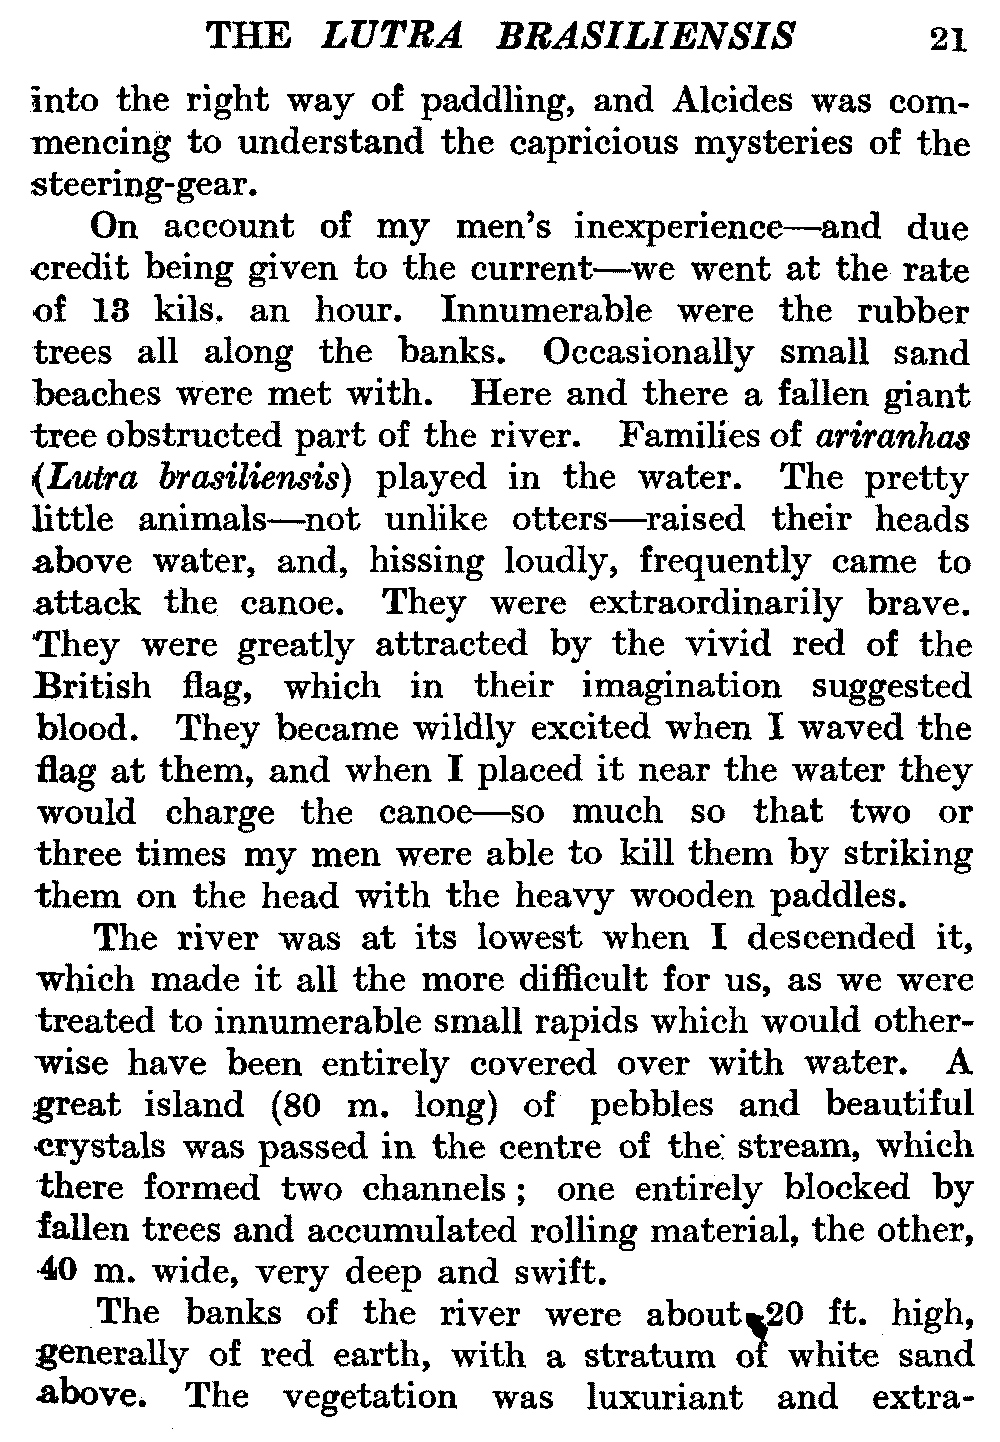 THE LUTRA BRASILIENSIS 21
into the right way of paddling, and Alcides was com-
mencing to understand the capricious mysteries of the
steering-gear.
On account of my men's inexperience—and due
credit being given to the current—we went at the rate
of 13 kils. an hour. Innumerable were the rubber
trees all along the banks. Occasionally small sand
beaches were met with. Here and there a fallen giant
tree obstructed part of the river. Families of ariranhas
(Lutra brasiliensis) played in the water. The pretty
little animals—not unlike otters—raised their heads
above water, and, hissing loudly, frequently came to
attack the canoe. They were extraordinarily brave.
They were greatly attracted by the vivid red of the
British flag, which in their imagination suggested
blood. They became wildly excited when I waved the
flag at them, and when I placed it near the water they
would charge the canoe—so much so that two or
three times my men were able to kill them by striking
them on the head with the heavy wooden paddles.
The river was at its lowest when I descended it,
which made it all the more difficult for us, as we were
treated to innumerable small rapids which would other-
wise have been entirely covered over with water. A
great island (80 m. long) of pebbles and beautiful
crystals was passed in the centre of the stream, which
there formed two channels; one entirely blocked by
fallen trees and accumulated rolling material, the other,
40 m. wide, very deep and swift.
The banks of the river were about 20 ft. high,
generally of red earth, with a stratum of white sand
above. The vegetation was luxuriant and extra-